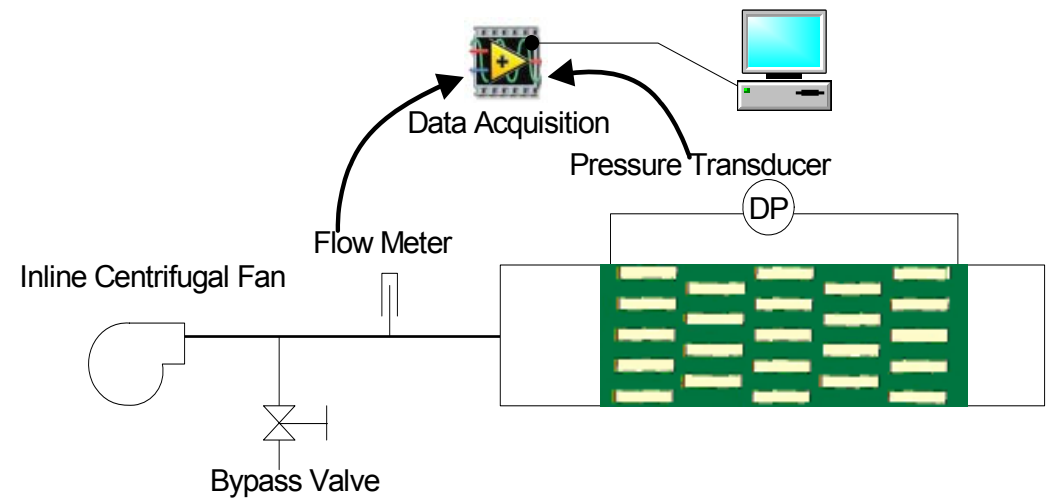 Data Acquisition
Pressure Transducer
DP
Flow Meter
Inline Centrifugal Fan
Bypass Valve